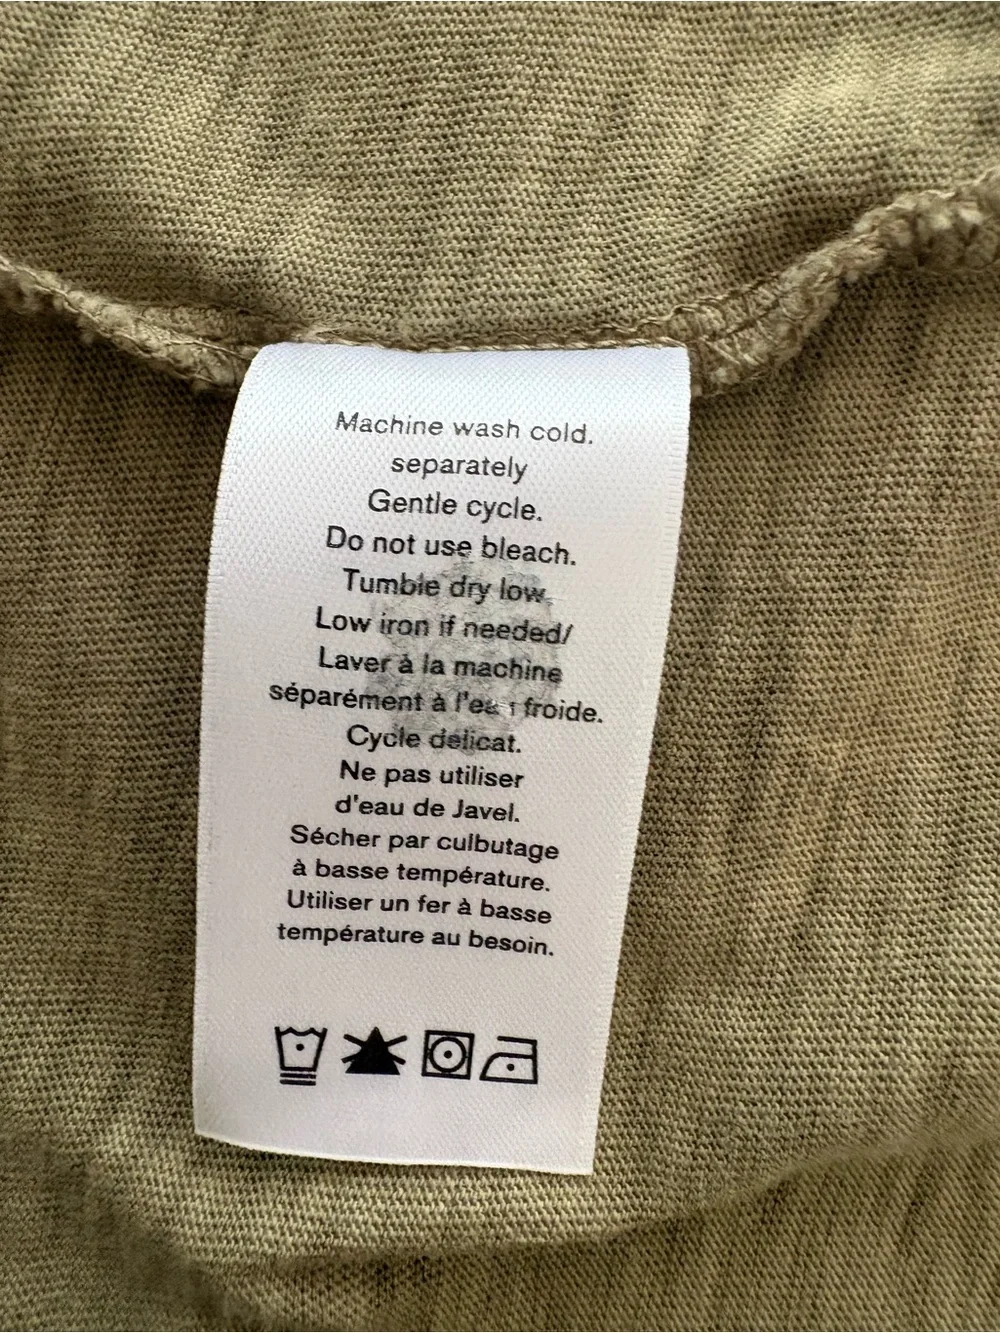 Machine wash cold.
separately
Gentle cycle.
Do not use bleach.
Tumble dry low.
Low iron if needed/
Laver à la machine
séparément à l'eau froide.
Cycle délicat.
Ne pas utiliser
d'eau de Javel.
Sécher par culbutage
à basse température.
Utiliser un fer à basse
température au besoin.